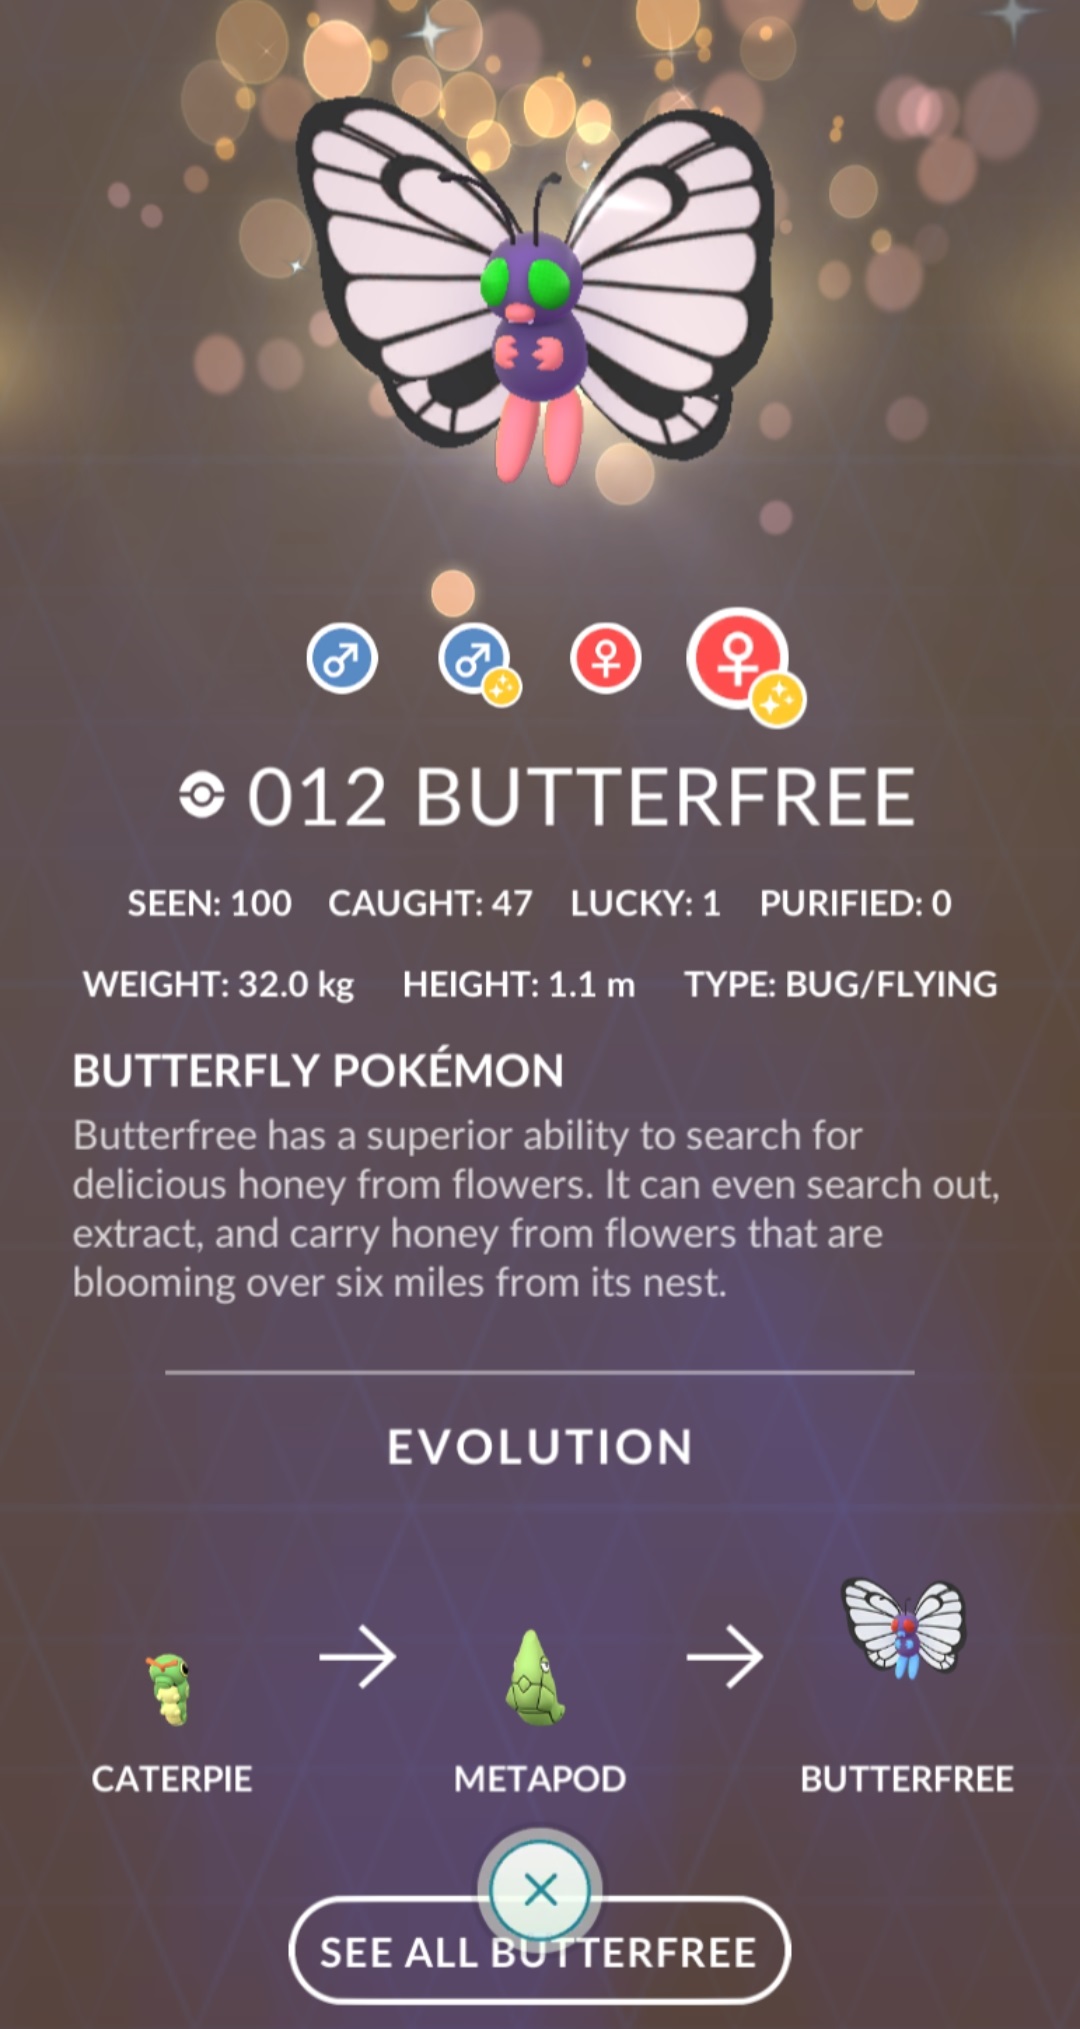 012 BUTTERFREE
SEEN: 100 CAUGHT: 47 LUCKY: 1 PURIFIED: 0
WEIGHT: 32.0 kg HEIGHT: 1.1 m TYPE: BUG/FLYING
BUTTERFLY POKÉMON
Butterfree has a superior ability to search for
delicious honey from flowers. It can even search out,
extract, and carry honey from flowers that are
blooming over six miles from its nest.
EVOLUTION
CATERPIE METAPOD BUTTERFREE
SEE ALL BUTTERFREE